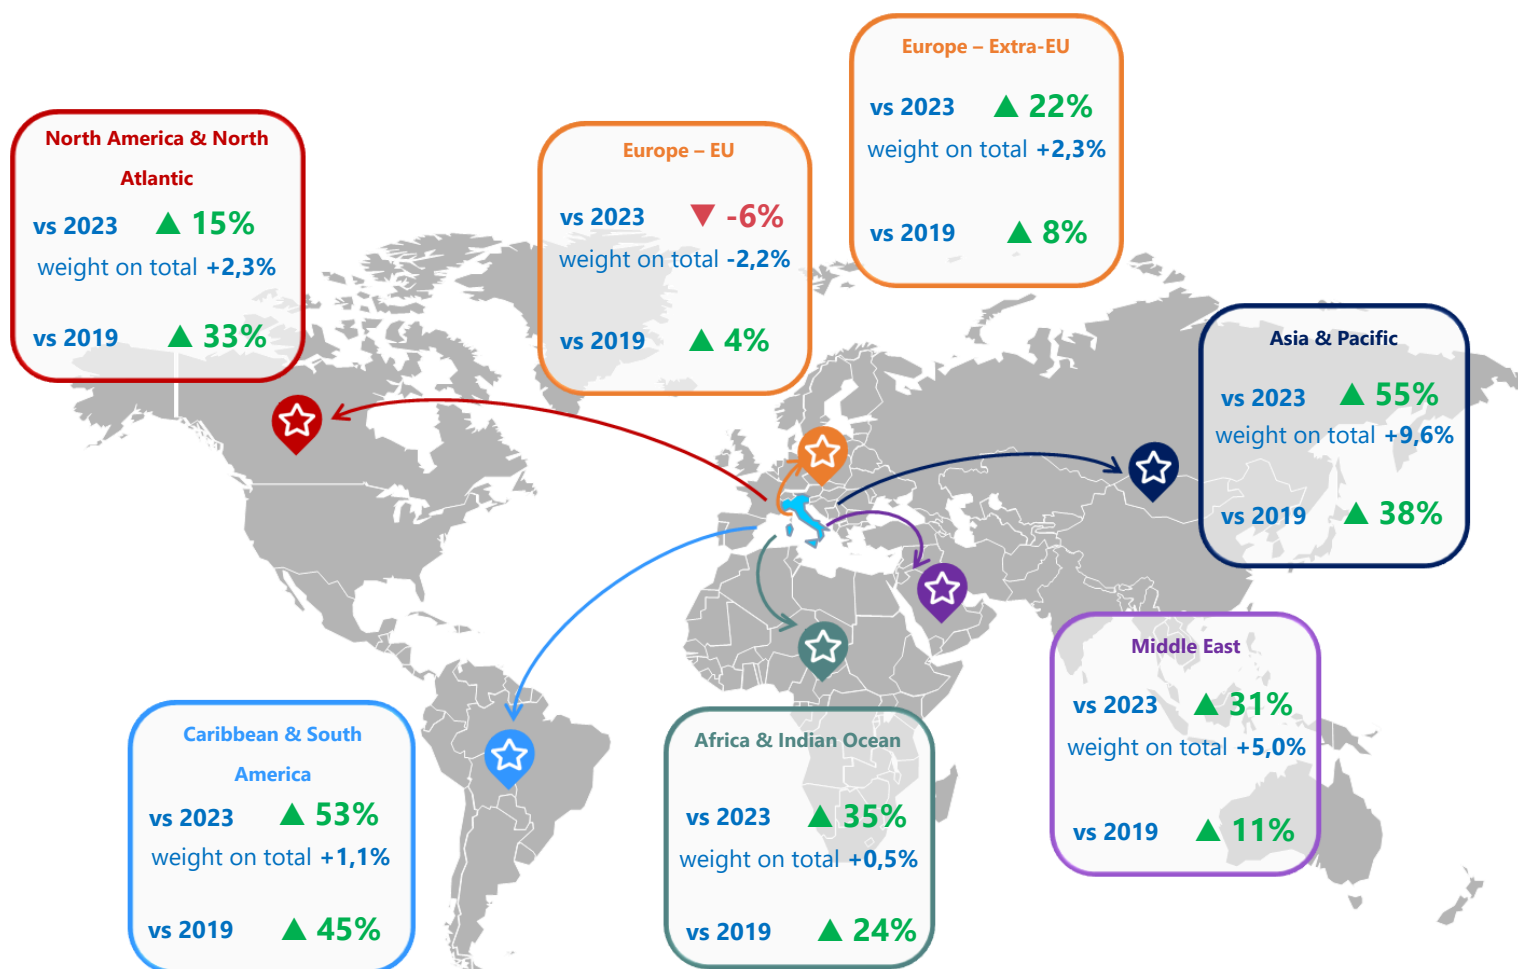 Europe – Extra-EU
vs 2023 ▲ 22%
weight on total +2,3%
vs 2019 ▲ 8%
North America & North
Atlantic
vs 2023 ▲ 15%
weight on total +2,3%
vs 2019 ▲ 33%
Europe – EU
vs 2023 ▼ -6%
weight on total -2,2%
vs 2019 ▲ 4%
Asia & Pacific
vs 2023 ▲ 55%
weight on total +9,6%
vs 2019 ▲ 38%
Middle East
vs 2023 ▲ 31%
weight on total +5,0%
vs 2019 ▲ 11%
Caribbean & South
America
vs 2023 ▲ 53%
weight on total +1,1%
vs 2019 ▲ 45%
Africa & Indian Ocean
vs 2023 ▲ 35%
weight on total +0,5%
vs 2019 ▲ 24%